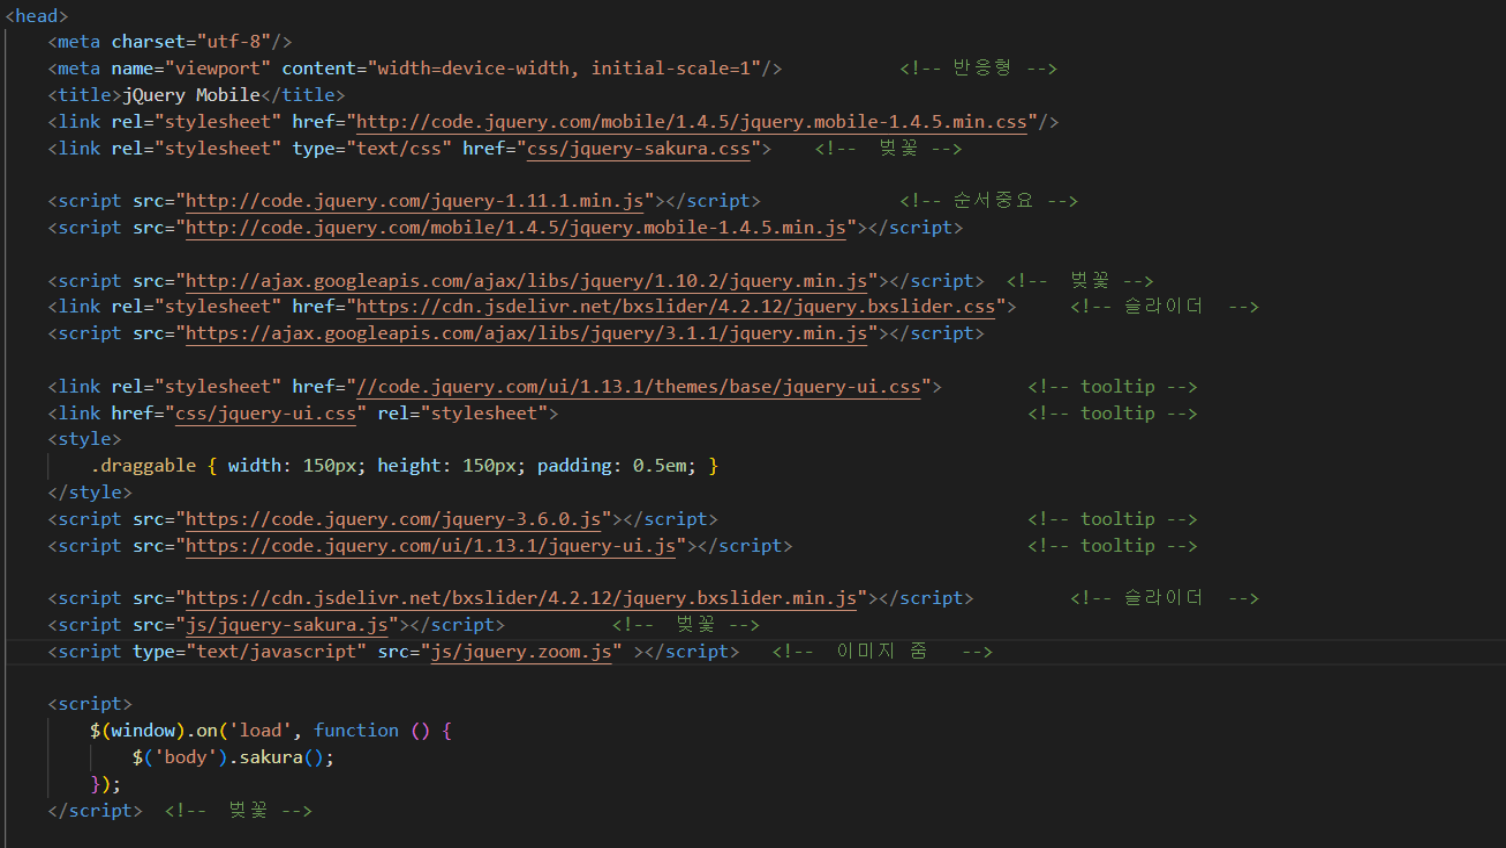 <head>
<meta charset="utf-8"/>
<meta name="viewport" content="width=device-width, initial-scale=1"/> <!-- 반응형 -->
<title>jQuery Mobile</title>
<link rel="stylesheet" href="http://code.jquery.com/mobile/1.4.5/jquery.mobile-1.4.5.min.css"/>
<link rel="stylesheet" type="text/css" href="css/jquery-sakura.css"> <!-- 벚꽃 -->
<script src="http://code.jquery.com/jquery-1.11.1.min.js"></script> <!-- 순서중요 -->
<script src="http://code.jquery.com/mobile/1.4.5/jquery.mobile-1.4.5.min.js"></script>
<script src="http://ajax.googleapis.com/ajax/libs/jquery/1.10.2/jquery.min.js"></script> <!-- 벚꽃 -->
<link rel="stylesheet" href="https://cdn.jsdelivr.net/bxslider/4.2.12/jquery.bxslider.css"> <!-- 슬라이더 -->
<script src="https://ajax.googleapis.com/ajax/libs/jquery/3.1.1/jquery.min.js"></script>
<link rel="stylesheet" href="//code.jquery.com/ui/1.13.1/themes/base/jquery-ui.css"> <!-- tooltip -->
<link href="css/jquery-ui.css" rel="stylesheet"> <!-- tooltip -->
<style>
.draggable { width: 150px; height: 150px; padding: 0.5em; }
</style>
<script src="https://code.jquery.com/jquery-3.6.0.js"></script> <!-- tooltip -->
<script src="https://code.jquery.com/ui/1.13.1/jquery-ui.js"></script> <!-- tooltip -->
<script src="https://cdn.jsdelivr.net/bxslider/4.2.12/jquery.bxslider.min.js"></script> <!-- 슬라이더 -->
<script src="js/jquery-sakura.js"></script> <!-- 벚꽃 -->
<script type="text/javascript" src="js/jquery.zoom.js" ></script> <!-- 이미지 줌 -->
<script>
$(window).on('load', function () {
$('body').sakura();
});
</script> <!-- 벚꽃 -->